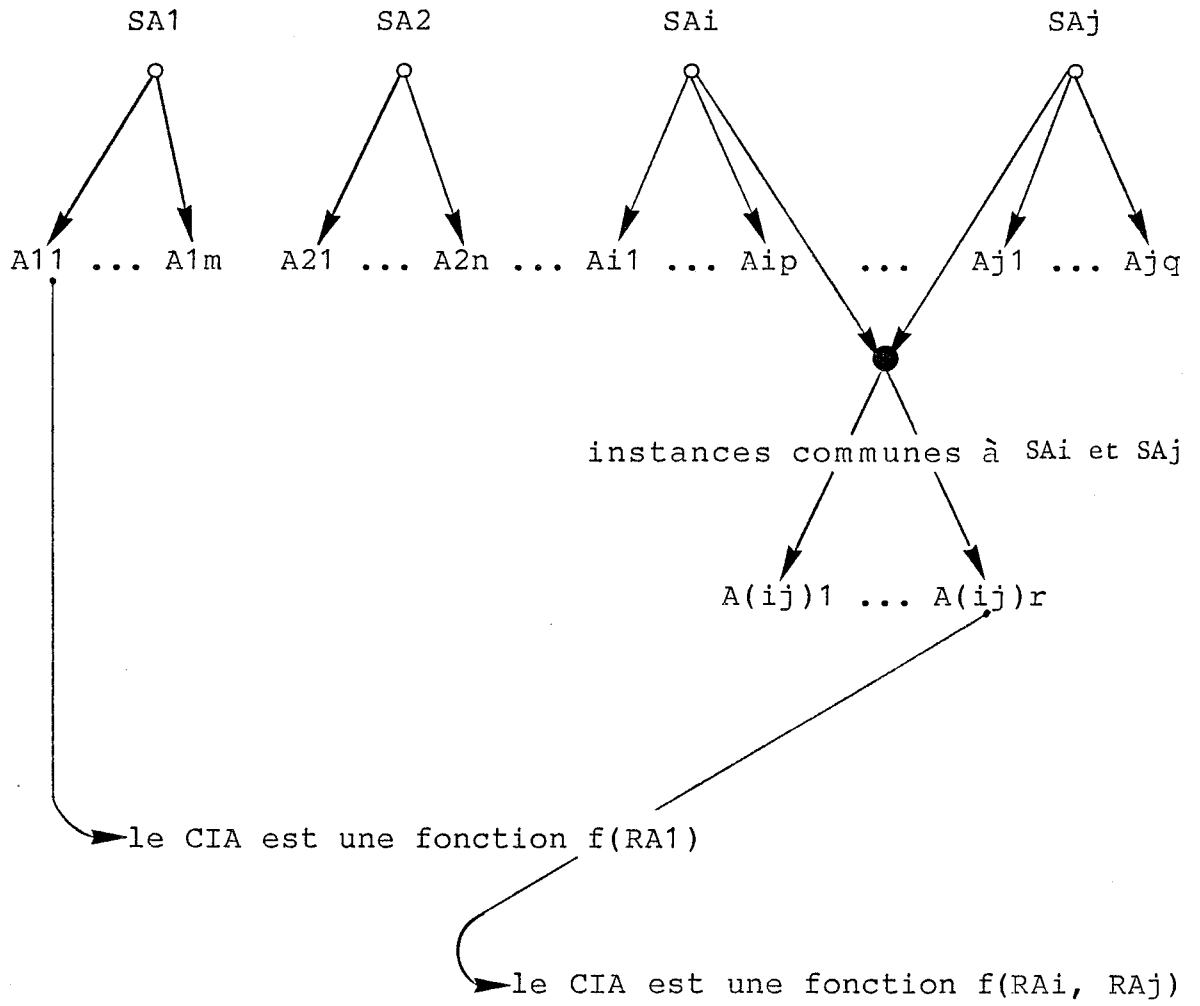 SA1 SA2 SAi SAj
A11 ... A1m A21 ... A2n ... Ai1 ... Aip ... Aj1 ... Ajq
instances communes à SAi et SAj
A(ij)1 ... A(ij)r
le CIA est une fonction f(RA1)
le CIA est une fonction f(RAi, RAj)